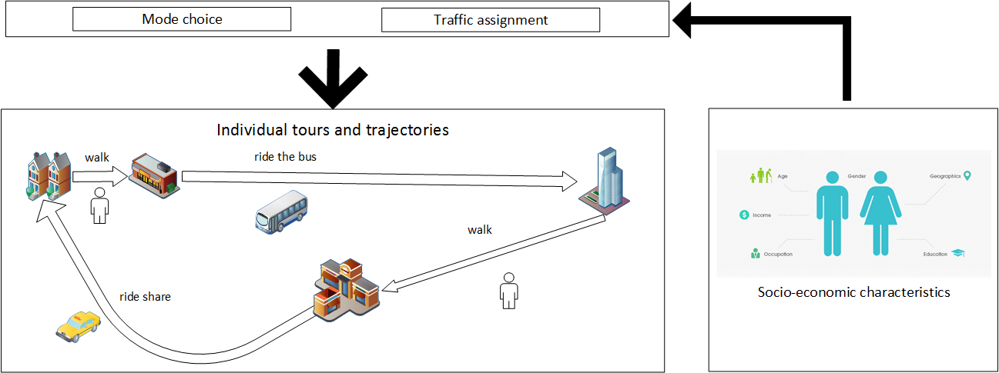 Mode choice
Traffic assignment
Individual tours and trajectories
walk
ride the bus
walk
ride share
Age
Gender
Geographics
$
Income
Occupation
Education
Socio-economic characteristics